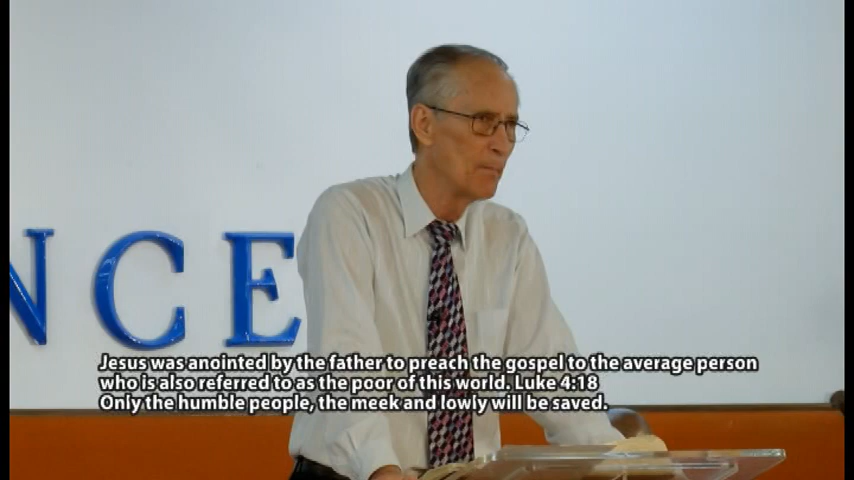 NCE
Jesus was anointed by the father to preach the gospel to the average person
who is also referred to as the poor of this world. Luke 4:18
Only the humble people, the meek and lowly will be saved.